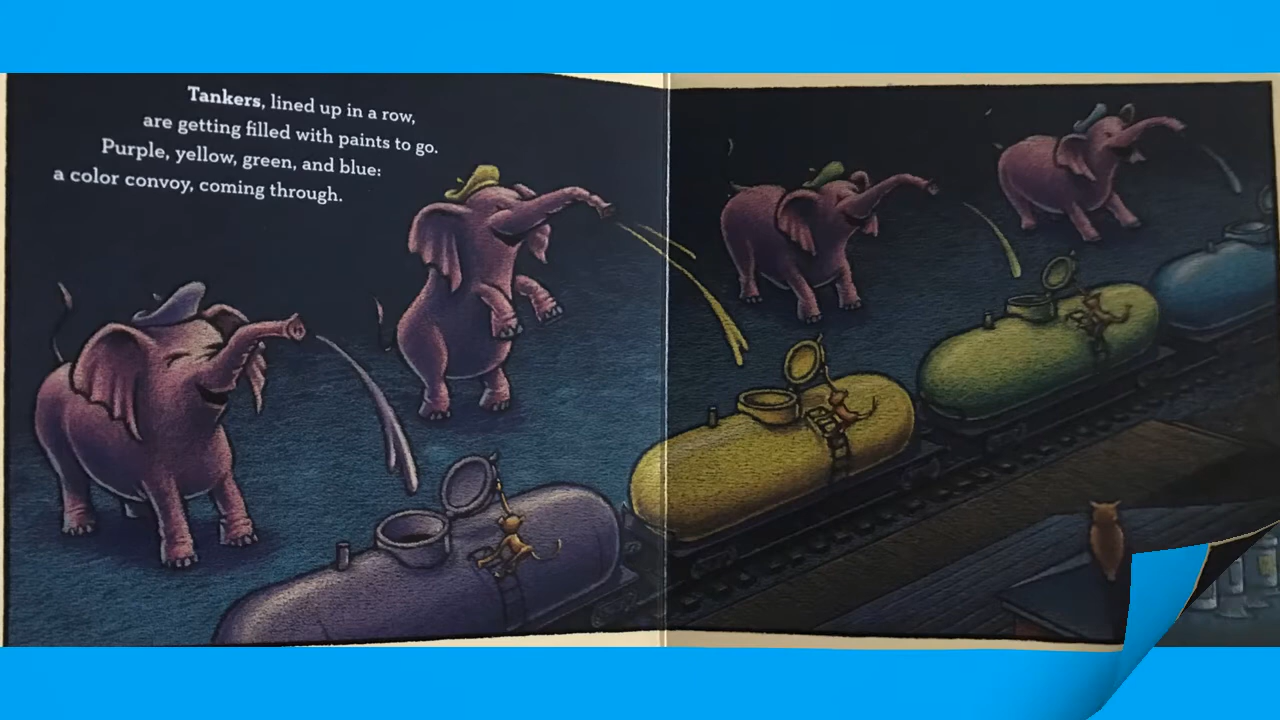 Tankers, lined up in a row,
are getting filled with paints to go.
Purple, yellow, green, and blue:
a color convoy, coming through.